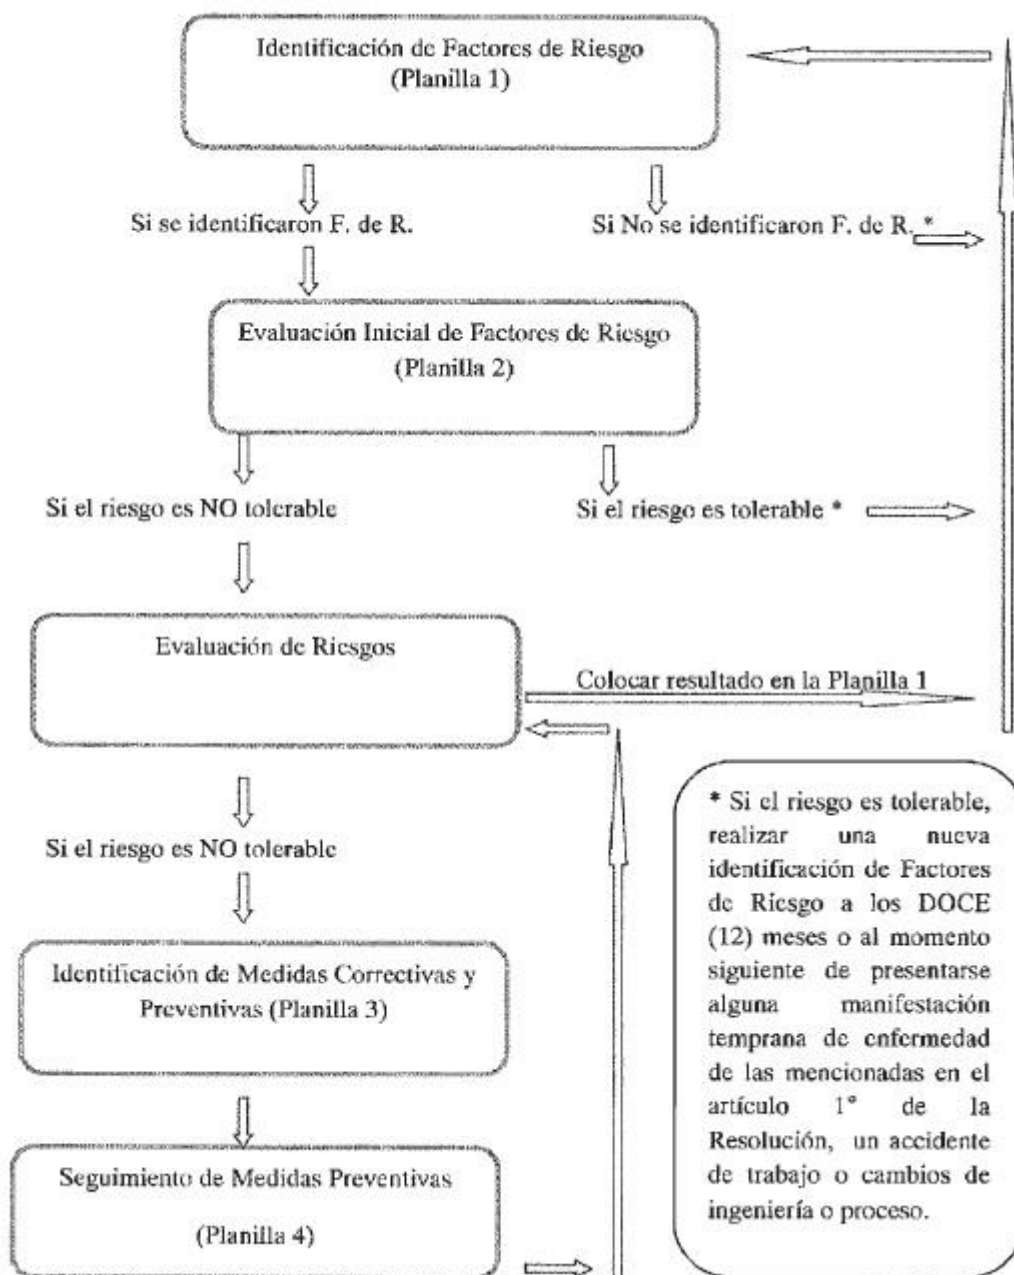 Identificación de Factores de Riesgo
(Planilla 1)
Si se identificaron F. de R.
Si No se identificaron F. de R. *
Evaluación Inicial de Factores de Riesgo
(Planilla 2)
Si el riesgo es NO tolerable
Si el riesgo es tolerable *
Evaluación de Riesgos
Colocar resultado en la Planilla 1
Si el riesgo es NO tolerable
Identificación de Medidas Correctivas y
Preventivas (Planilla 3)
Seguimiento de Medidas Preventivas
(Planilla 4)
* Si el riesgo es tolerable,
realizar una nueva
identificación de Factores
de Riesgo a los DOCE
(12) meses o al momento
siguiente de presentarse
alguna manifestación
temprana de enfermedad
de las mencionadas en el
artículo 1° de la
Resolución, un accidente
de trabajo o cambios de
ingeniería o proceso.